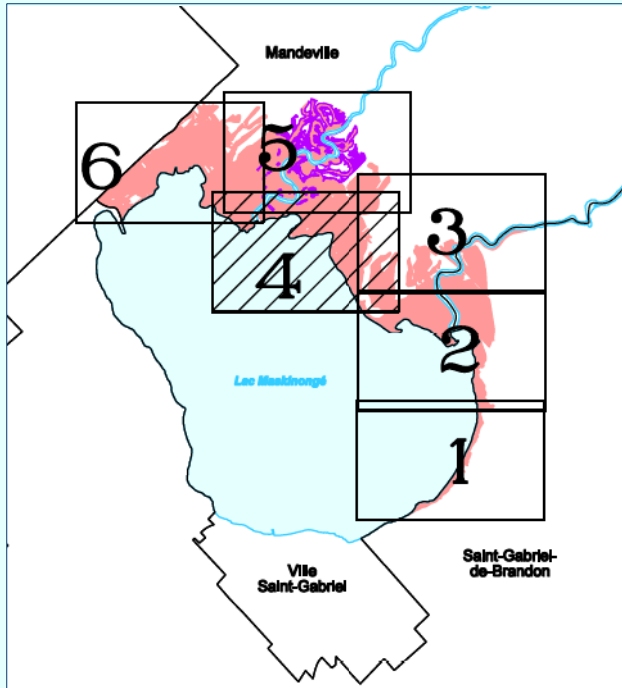 Mandeville
5
6
3
4
2
Lac Maskinongé
1
Saint-Gabriel-
de-Brandon
Ville
Saint-Gabriel